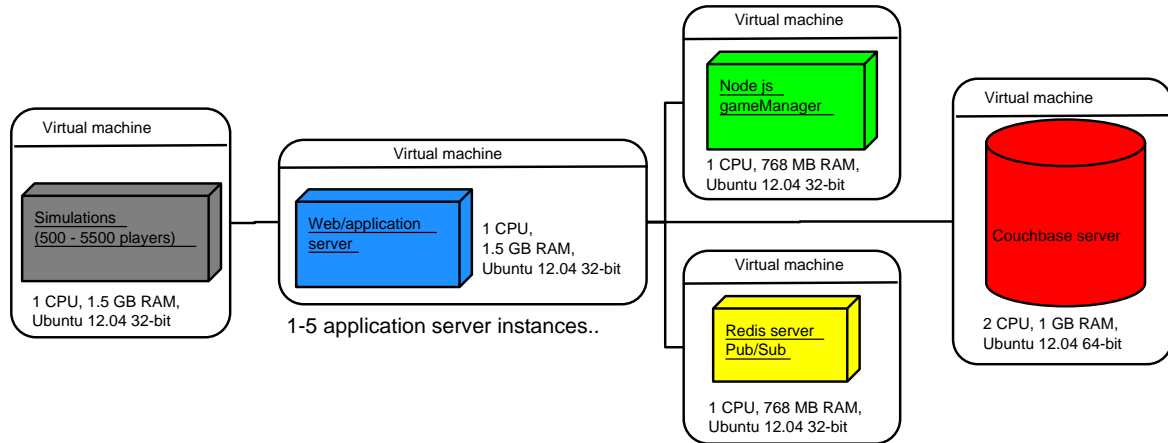 Virtual machine
Simulations
(500 - 5500 players)
1 CPU, 1.5 GB RAM,
Ubuntu 12.04 32-bit
Virtual machine
Web/application
server
1 CPU,
1.5 GB RAM,
Ubuntu 12.04 32-bit
1-5 application server instances..
Virtual machine
Node js
gameManager
1 CPU, 768 MB RAM,
Ubuntu 12.04 32-bit
Virtual machine
Redis server
Pub/Sub
1 CPU, 768 MB RAM,
Ubuntu 12.04 32-bit
Virtual machine
Couchbase server
2 CPU, 1 GB RAM,
Ubuntu 12.04 64-bit